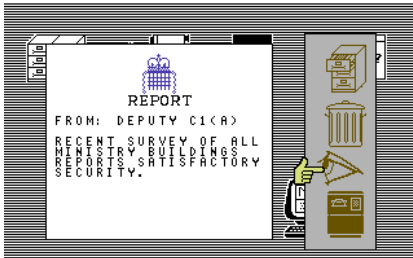 REPORT
FROM: DEPUTY C1(A)
RECENT SURVEY OF ALL
MINISTRY BUILDINGS
REPORTS SATISFACTORY
SECURITY.
?